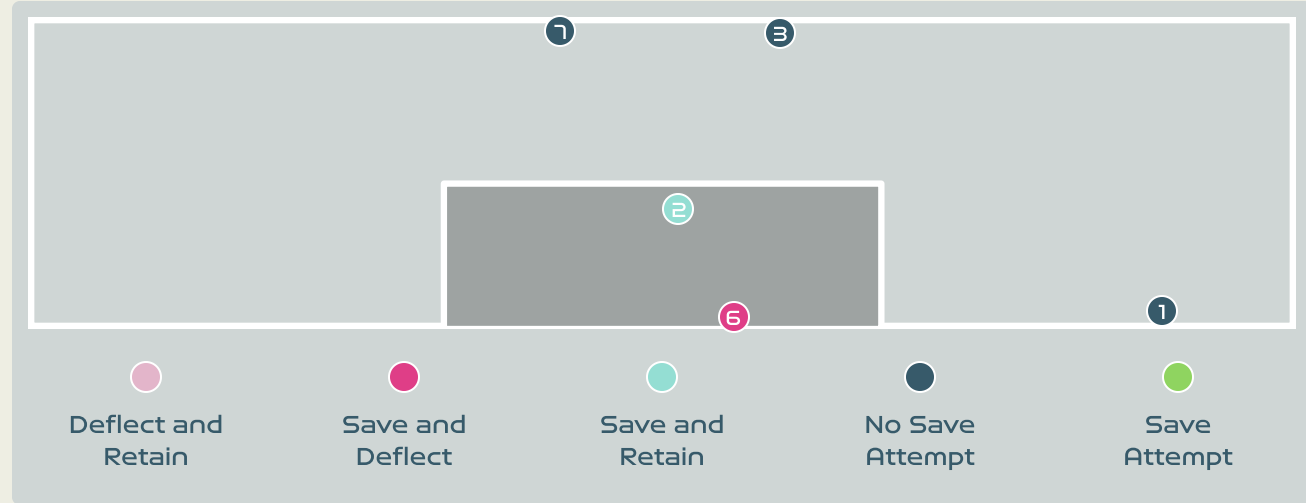 7
3
2
6
1
Deflect and
Retain
Save and
Deflect
Save and
Retain
No Save
Attempt
Save
Attempt